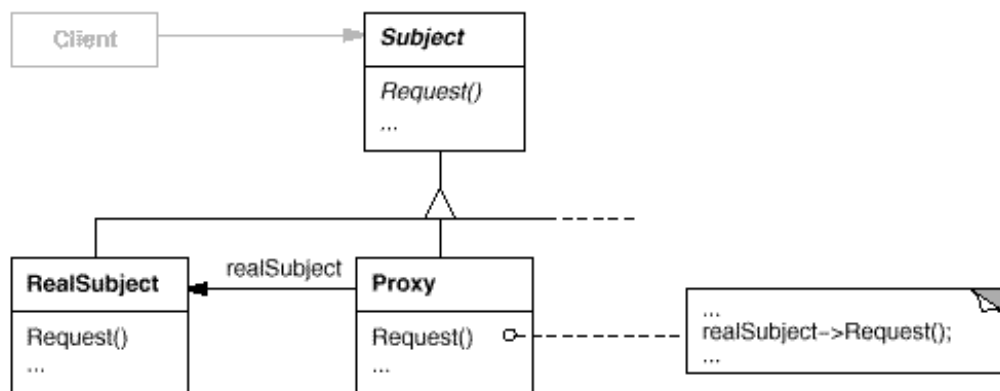 Client
Subject
Request()
...
realSubject
RealSubject
Request()
...
Proxy
Request()
...
...
realSubject->Request();
...